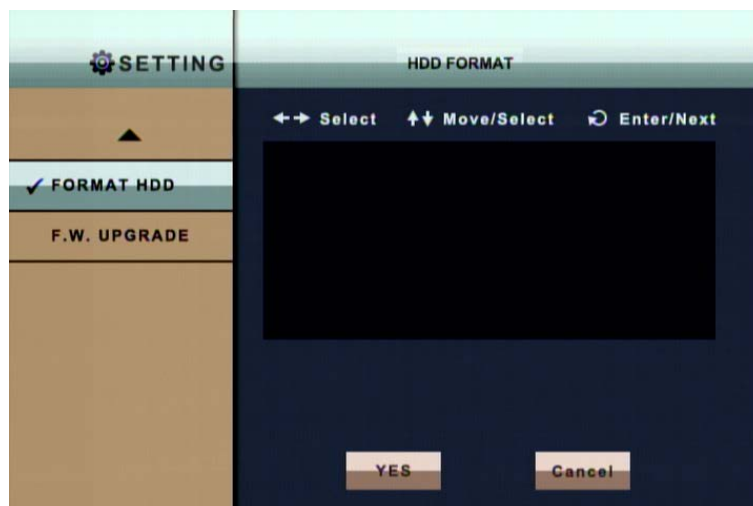 SETTING
HDD FORMAT
Select Move/Select Enter/Next
FORMAT HDD
F.W. UPGRADE
YES Cancel